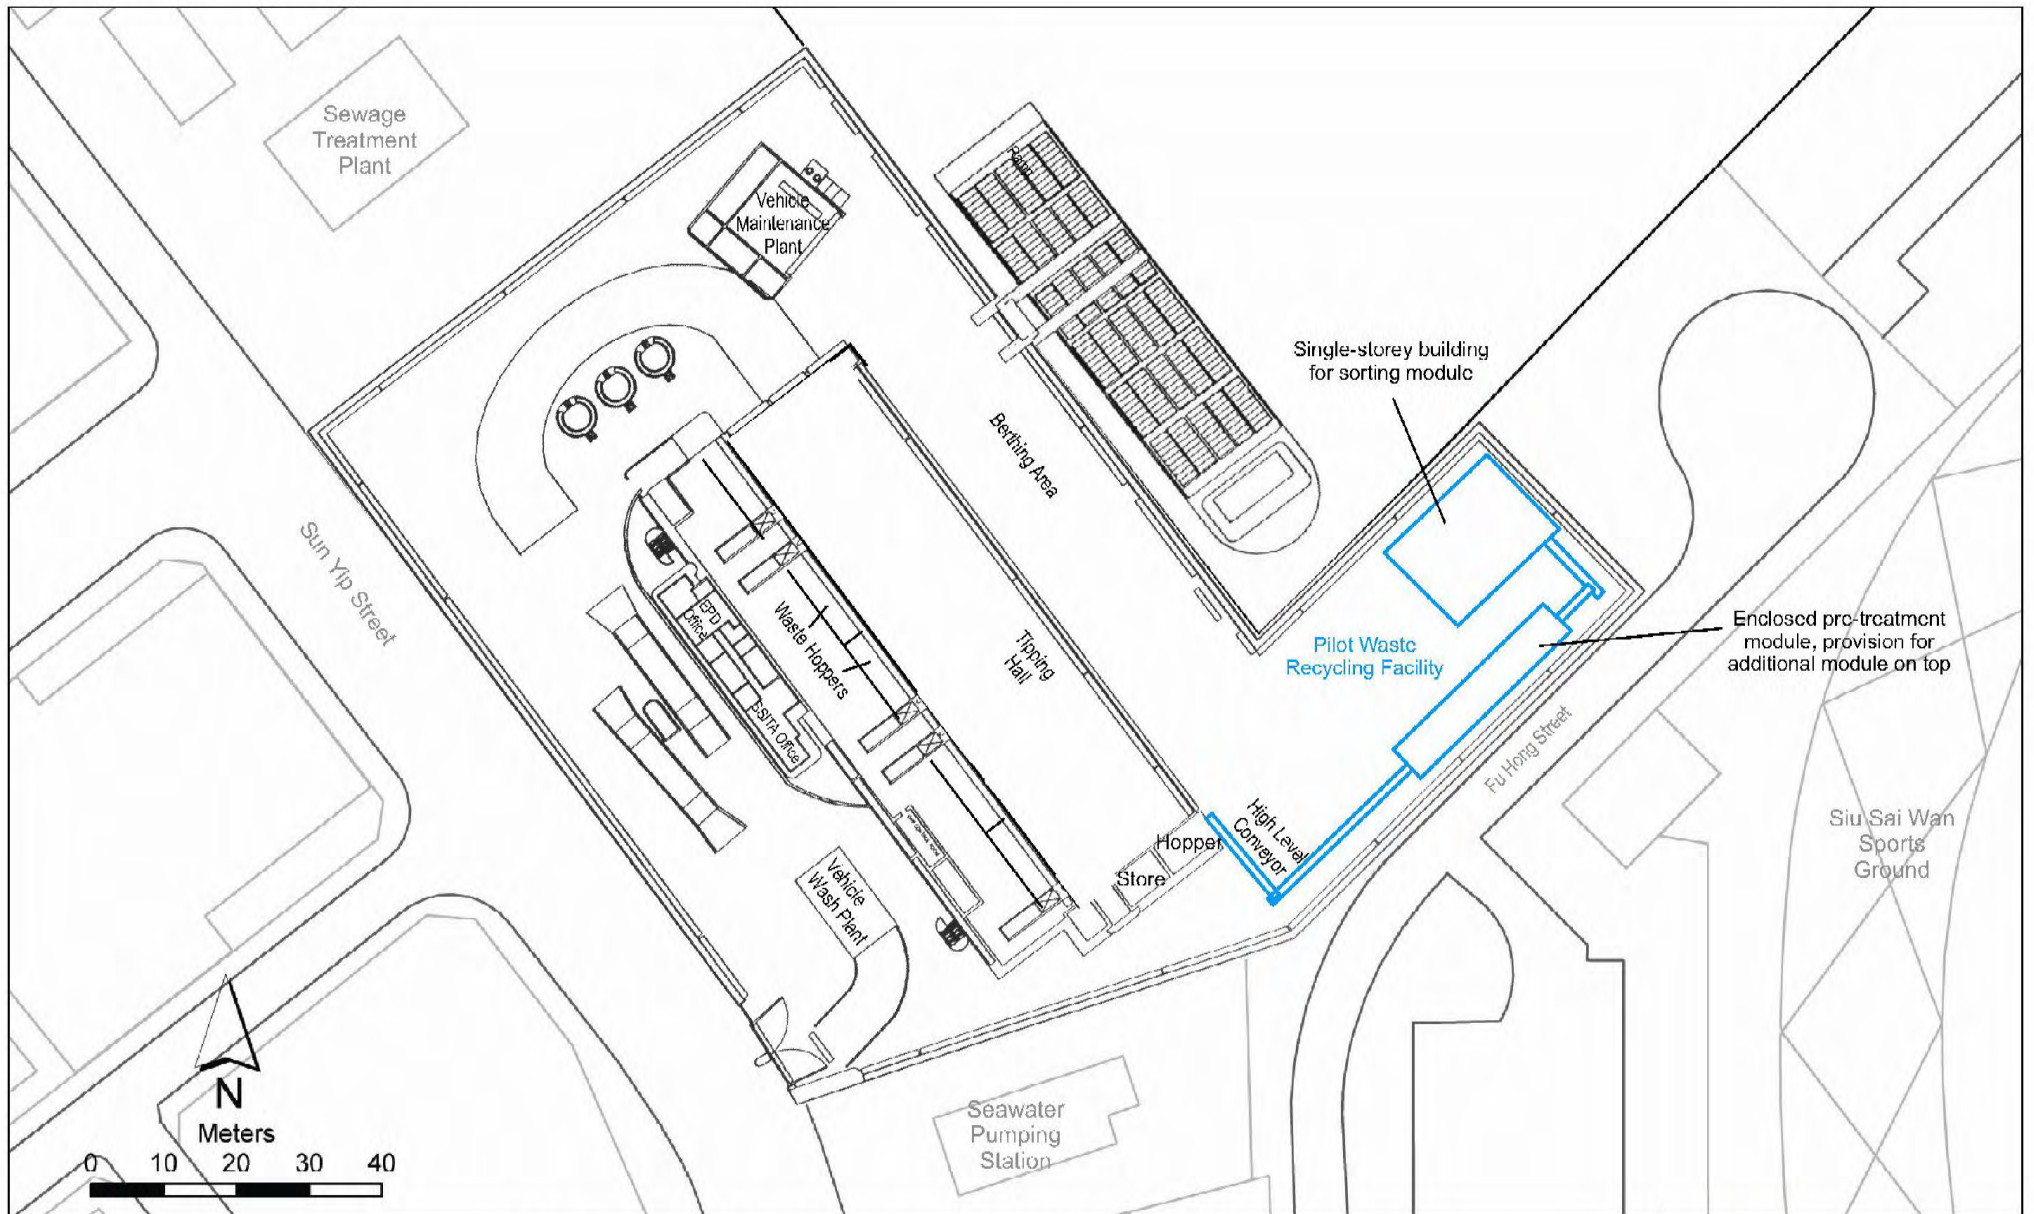 Sewage
Treatment
Plant
Vehicle
Maintenance
Plant
Ramp
Single-storey building
for sorting module
Berthing Area
Sun Yip Street
EPD
Office
Waste Hoppers
Tipping
Hall
Pilot Waste
Recycling Facility
Enclosed pre-treatment
module, provision for
additional module on top
SSITA Office
Fu Hong Street
High Level
Conveyor
Hopper
Store
Vehicle
Wash Plant
Siu Sai Wan
Sports
Ground
N
Meters
0 10 20 30 40
Seawater
Pumping
Station